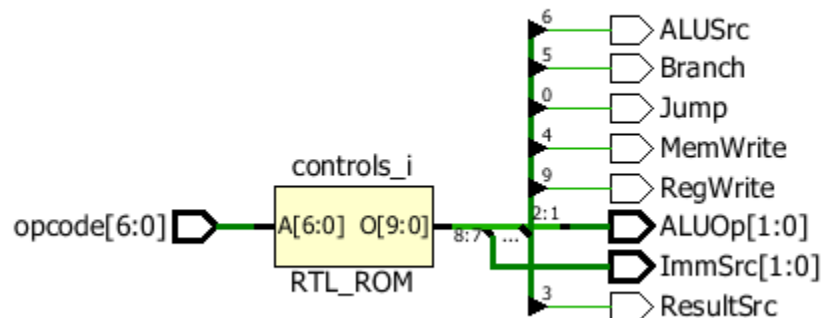 6 ALUSrc
5 Branch
0 Jump
controls_i
4 MemWrite
9 RegWrite
opcode[6:0] A[6:0] O[9:0] 8:7 ... 2:1 ALUOp[1:0]
ImmSrc[1:0]
RTL_ROM
3 ResultSrc